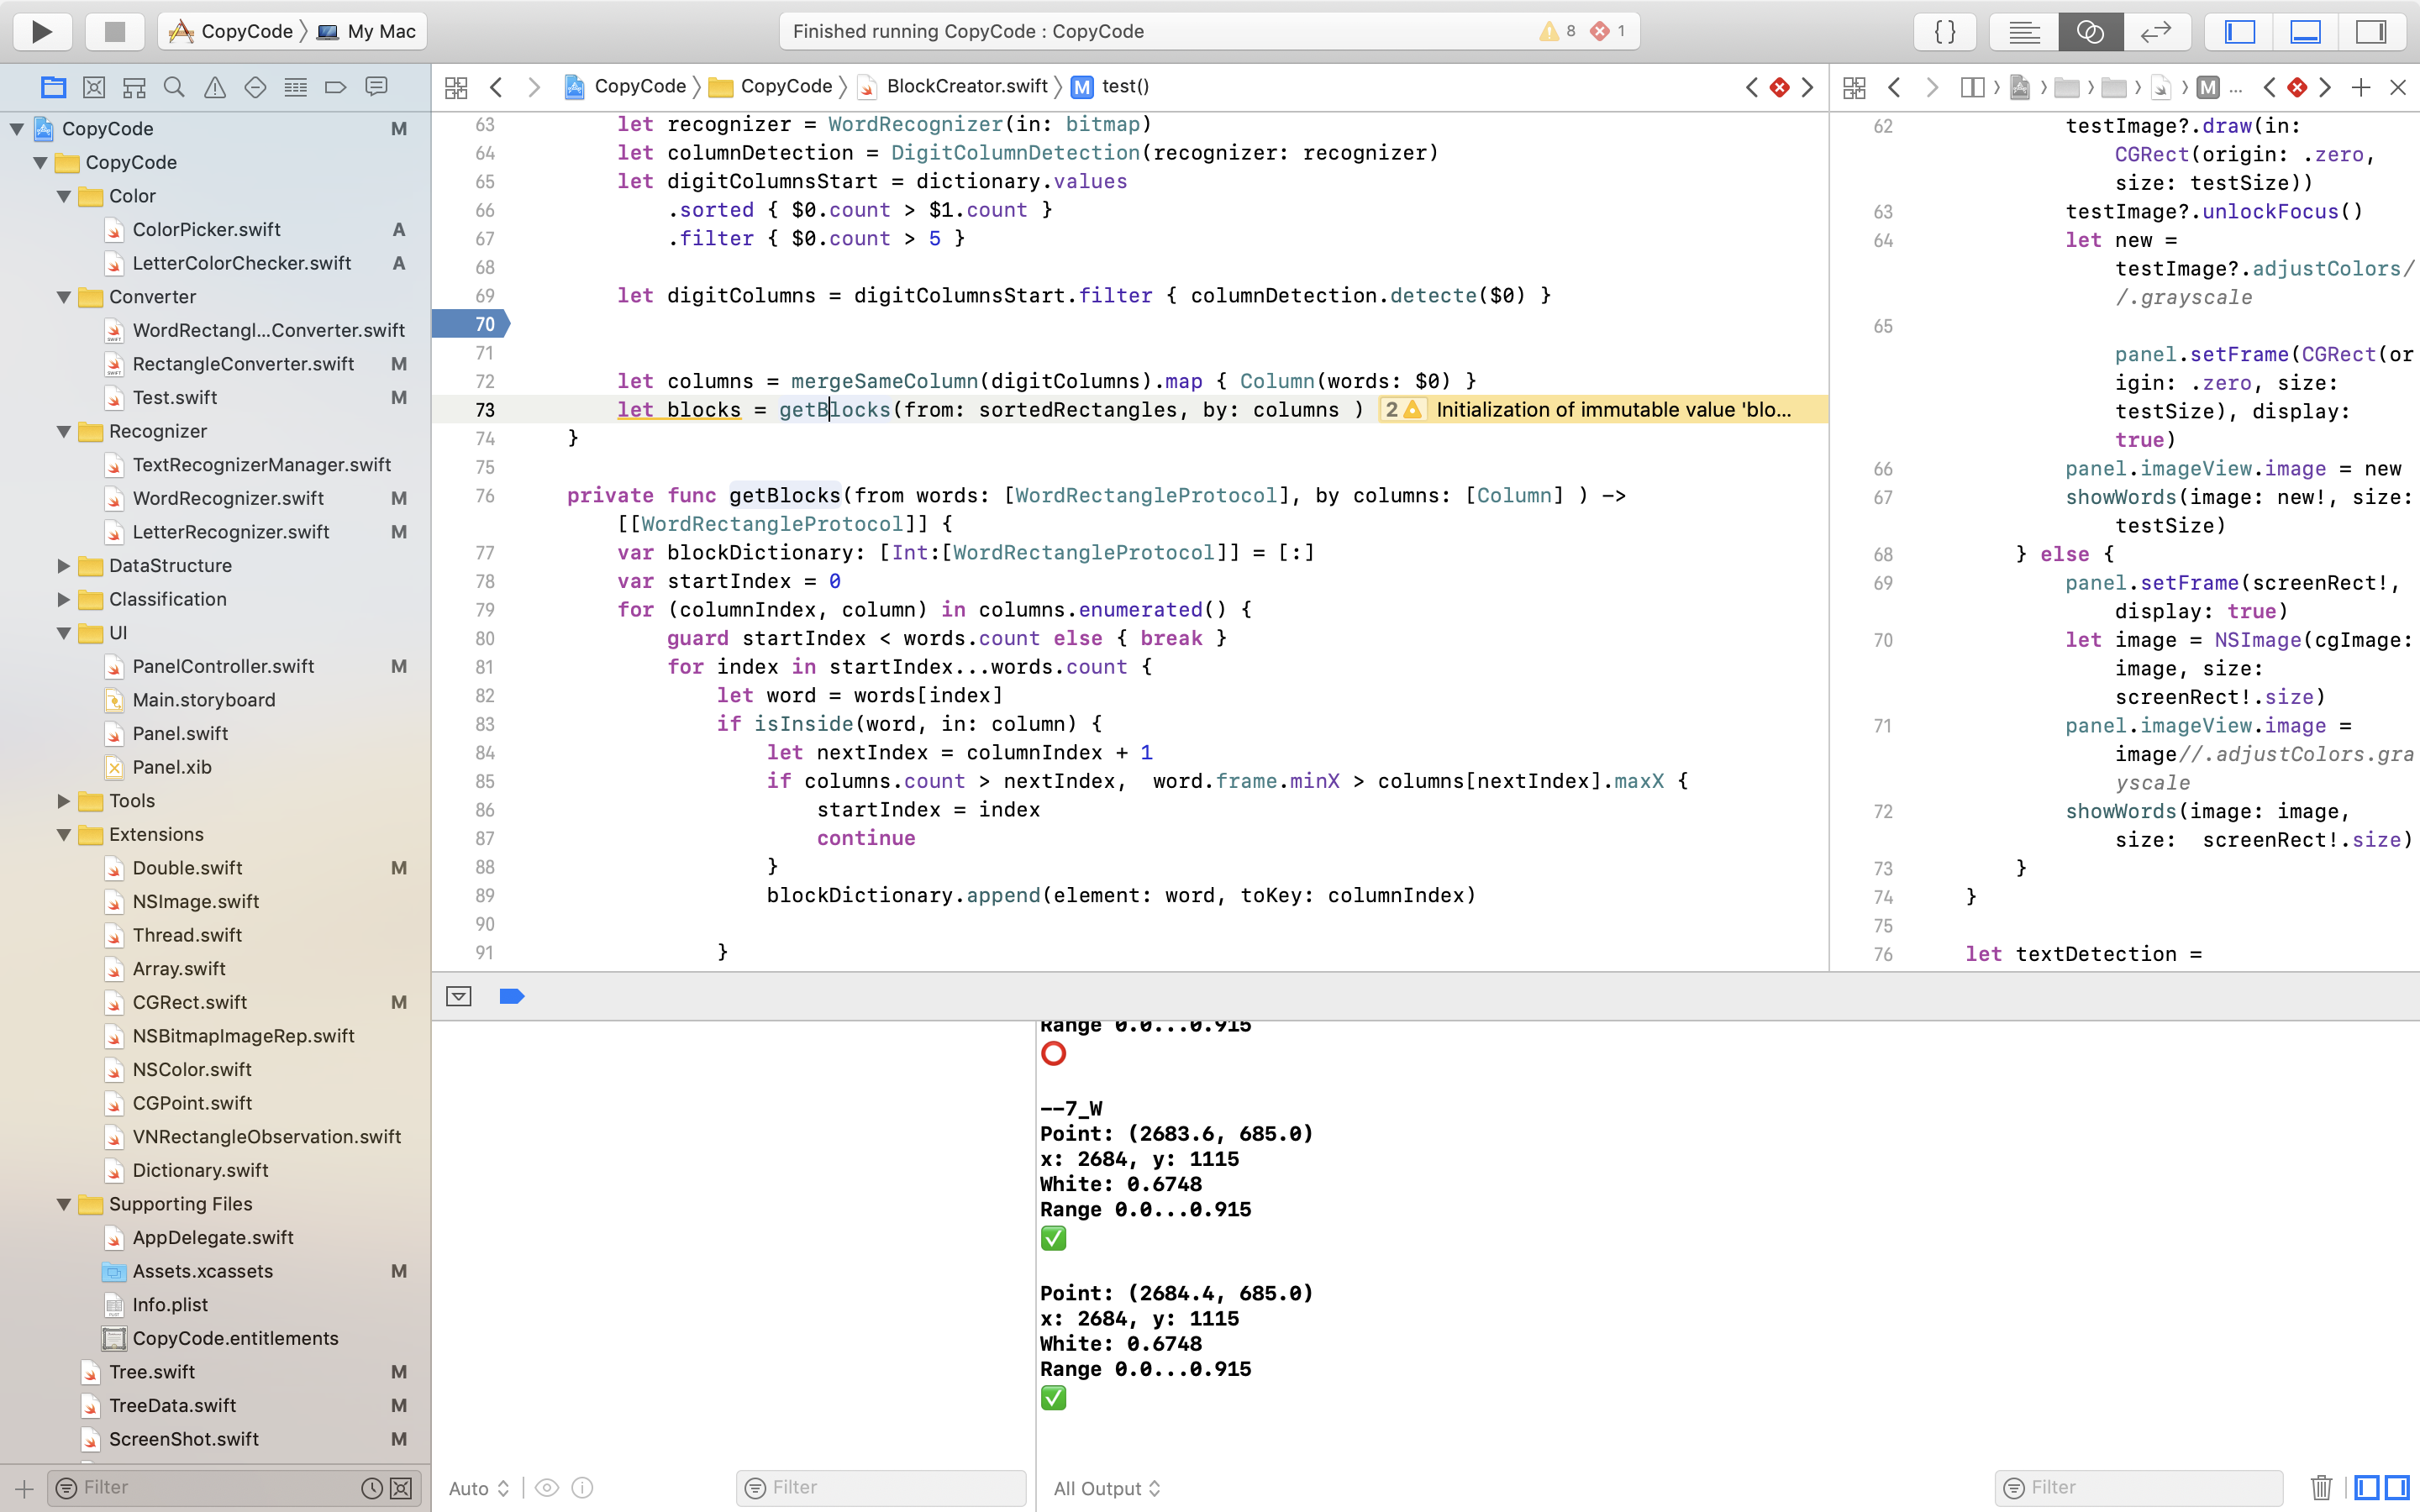 CopyCode 〉 My Mac
Finished running CopyCode : CopyCode
8
1
{ }
CopyCode 〉 CopyCode 〉 BlockCreator.swift 〉 M test()
M ...
CopyCode M
CopyCode
Color
ColorPicker.swift A
LetterColorChecker.swift A
Converter
WordRectangl...Converter.swift
RectangleConverter.swift M
Test.swift M
Recognizer
TextRecognizerManager.swift
WordRecognizer.swift M
LetterRecognizer.swift M
DataStructure
Classification
UI
PanelController.swift M
Main.storyboard
Panel.swift
Panel.xib
Tools
Extensions
Double.swift M
NSImage.swift
Thread.swift
Array.swift
CGRect.swift M
NSBitmapImageRep.swift
NSColor.swift
CGPoint.swift
VNRectangleObservation.swift
Dictionary.swift
Supporting Files
AppDelegate.swift
Assets.xcassets M
Info.plist
CopyCode.entitlements
Tree.swift M
TreeData.swift M
ScreenShot.swift M
Filter
63 let recognizer = WordRecognizer(in: bitmap)
64 let columnDetection = DigitColumnDetection(recognizer: recognizer)
65 let digitColumnsStart = dictionary.values
66 .sorted { $0.count > $1.count }
67 .filter { $0.count > 5 }
68
69 let digitColumns = digitColumnsStart.filter { columnDetection.detecte($0) }
70
71
72 let columns = mergeSameColumn(digitColumns).map { Column(words: $0) }
73 let blocks = getBlocks(from: sortedRectangles, by: columns ) 2 Initialization of immutable value 'blo...
74 }
75
76 private func getBlocks(from words: [WordRectangleProtocol], by columns: [Column] ) ->
[[WordRectangleProtocol]] {
77 var blockDictionary: [Int:[WordRectangleProtocol]] = [:]
78 var startIndex = 0
79 for (columnIndex, column) in columns.enumerated() {
80 guard startIndex < words.count else { break }
81 for index in startIndex...words.count {
82 let word = words[index]
83 if isInside(word, in: column) {
84 let nextIndex = columnIndex + 1
85 if columns.count > nextIndex,  word.frame.minX > columns[nextIndex].maxX {
86 startIndex = index
87 continue
88 }
89 blockDictionary.append(element: word, toKey: columnIndex)
90
91 }
62 testImage?.draw(in:
CGRect(origin: .zero,
size: testSize))
63 testImage?.unlockFocus()
64 let new =
testImage?.adjustColors/
/.grayscale
65
panel.setFrame(CGRect(or
igin: .zero, size:
testSize), display:
true)
66 panel.imageView.image = new
67 showWords(image: new!, size:
testSize)
68 } else {
69 panel.setFrame(screenRect!,
display: true)
70 let image = NSImage(cgImage:
image, size:
screenRect!.size)
71 panel.imageView.image =
image//.adjustColors.gra
yscale
72 showWords(image: image,
size:  screenRect!.size)
73 }
74 }
75
76 let textDetection =
Range 0.0...0.915
⭕
--7_W
Point: (2683.6, 685.0)
x: 2684, y: 1115
White: 0.6748
Range 0.0...0.915
✅
Point: (2684.4, 685.0)
x: 2684, y: 1115
White: 0.6748
Range 0.0...0.915
✅
Auto
Filter
All Output
Filter